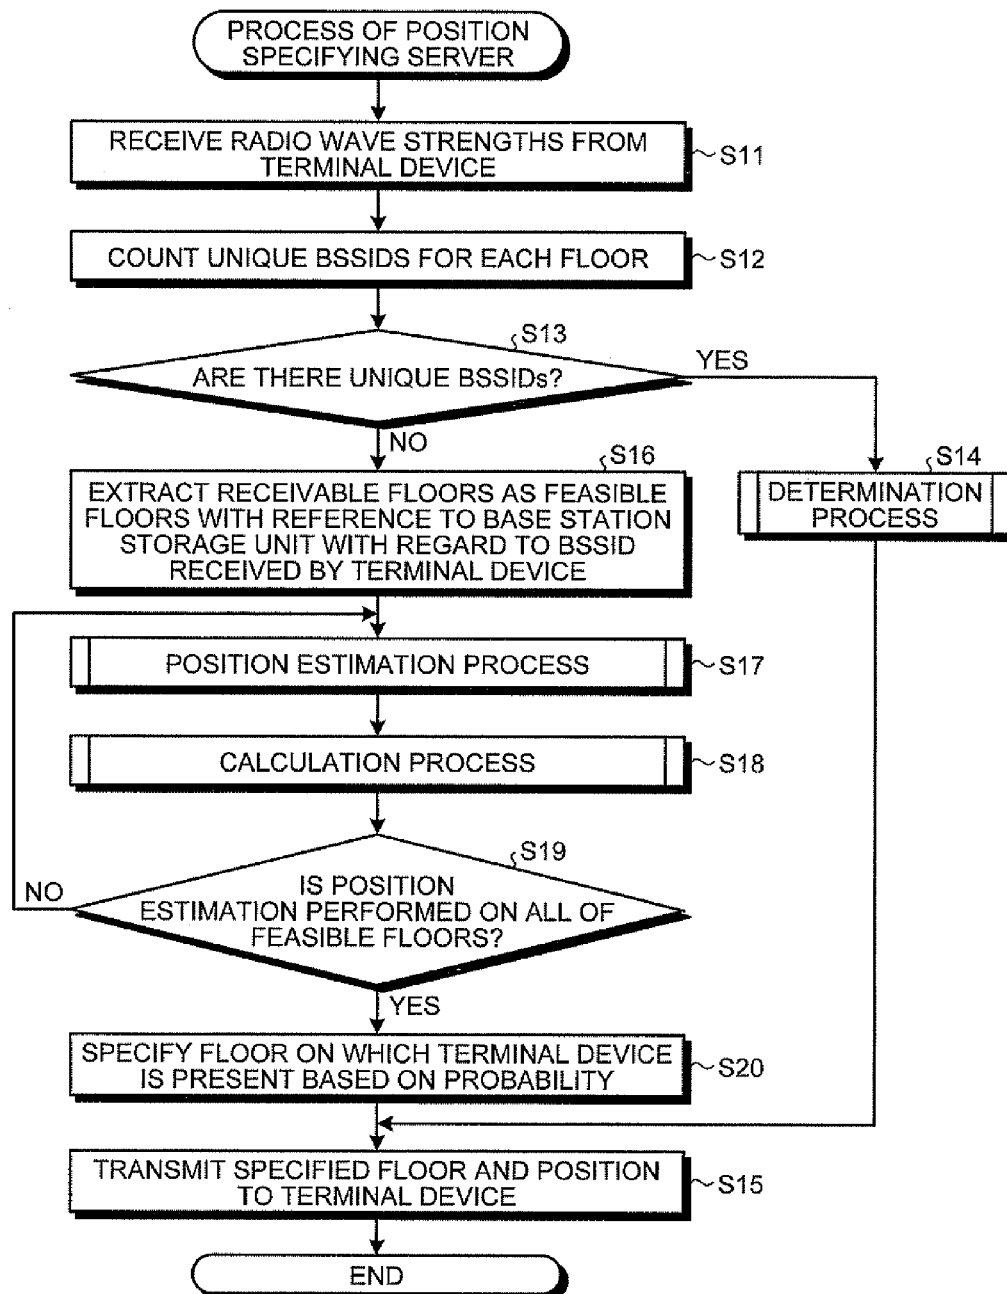 PROCESS OF POSITION
SPECIFYING SERVER
RECEIVE RADIO WAVE STRENGTHS FROM
TERMINAL DEVICE
S11
COUNT UNIQUE BSSIDS FOR EACH FLOOR
S12
S13
ARE THERE UNIQUE BSSIDs?
YES
NO
S16
EXTRACT RECEIVABLE FLOORS AS FEASIBLE
FLOORS WITH REFERENCE TO BASE STATION
STORAGE UNIT WITH REGARD TO BSSID
RECEIVED BY TERMINAL DEVICE
S14
DETERMINATION
PROCESS
POSITION ESTIMATION PROCESS
S17
CALCULATION PROCESS
S18
S19
NO
IS POSITION
ESTIMATION PERFORMED ON ALL OF
FEASIBLE FLOORS?
YES
SPECIFY FLOOR ON WHICH TERMINAL DEVICE
IS PRESENT BASED ON PROBABILITY
S20
TRANSMIT SPECIFIED FLOOR AND POSITION
TO TERMINAL DEVICE
S15
END